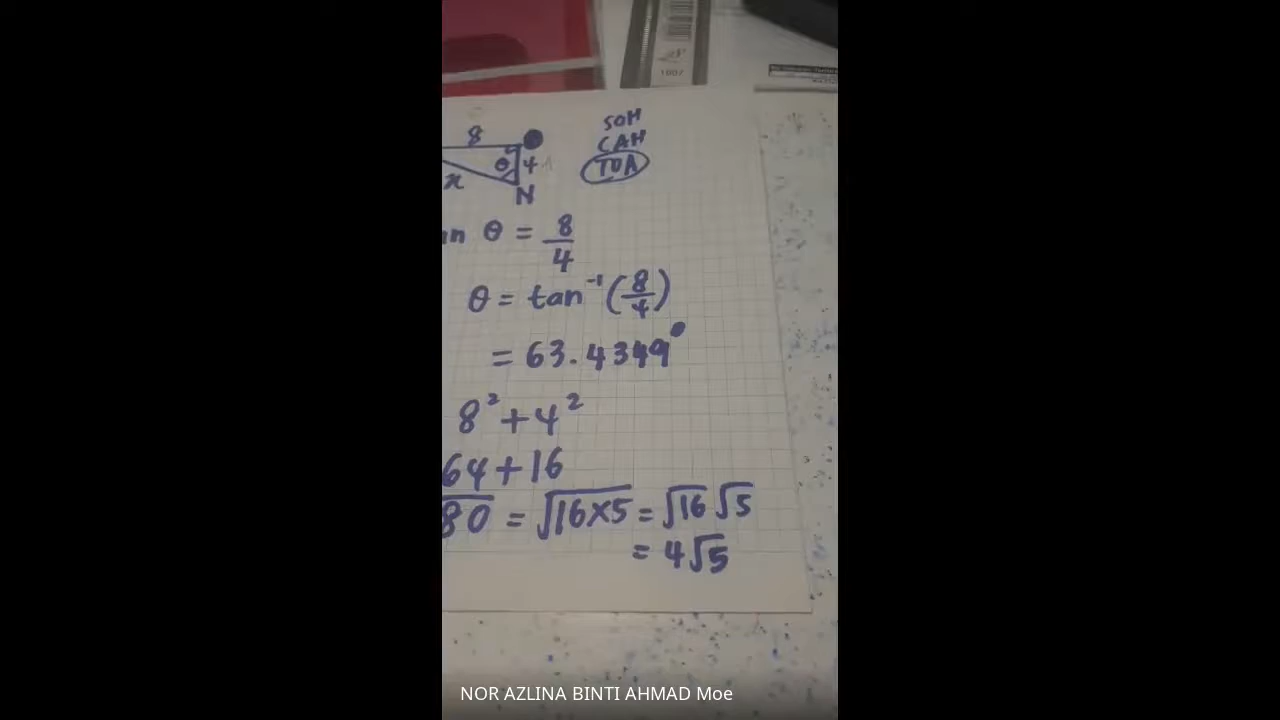 1007
SOH
CAH
TOA
8
θ 4
x
N
θ = 8/4
θ = tan⁻¹(8/4)
= 63.4349°
8² + 4²
64 + 16
80 = √16×5 = √16 √5
= 4√5
NOR AZLINA BINTI AHMAD Moe